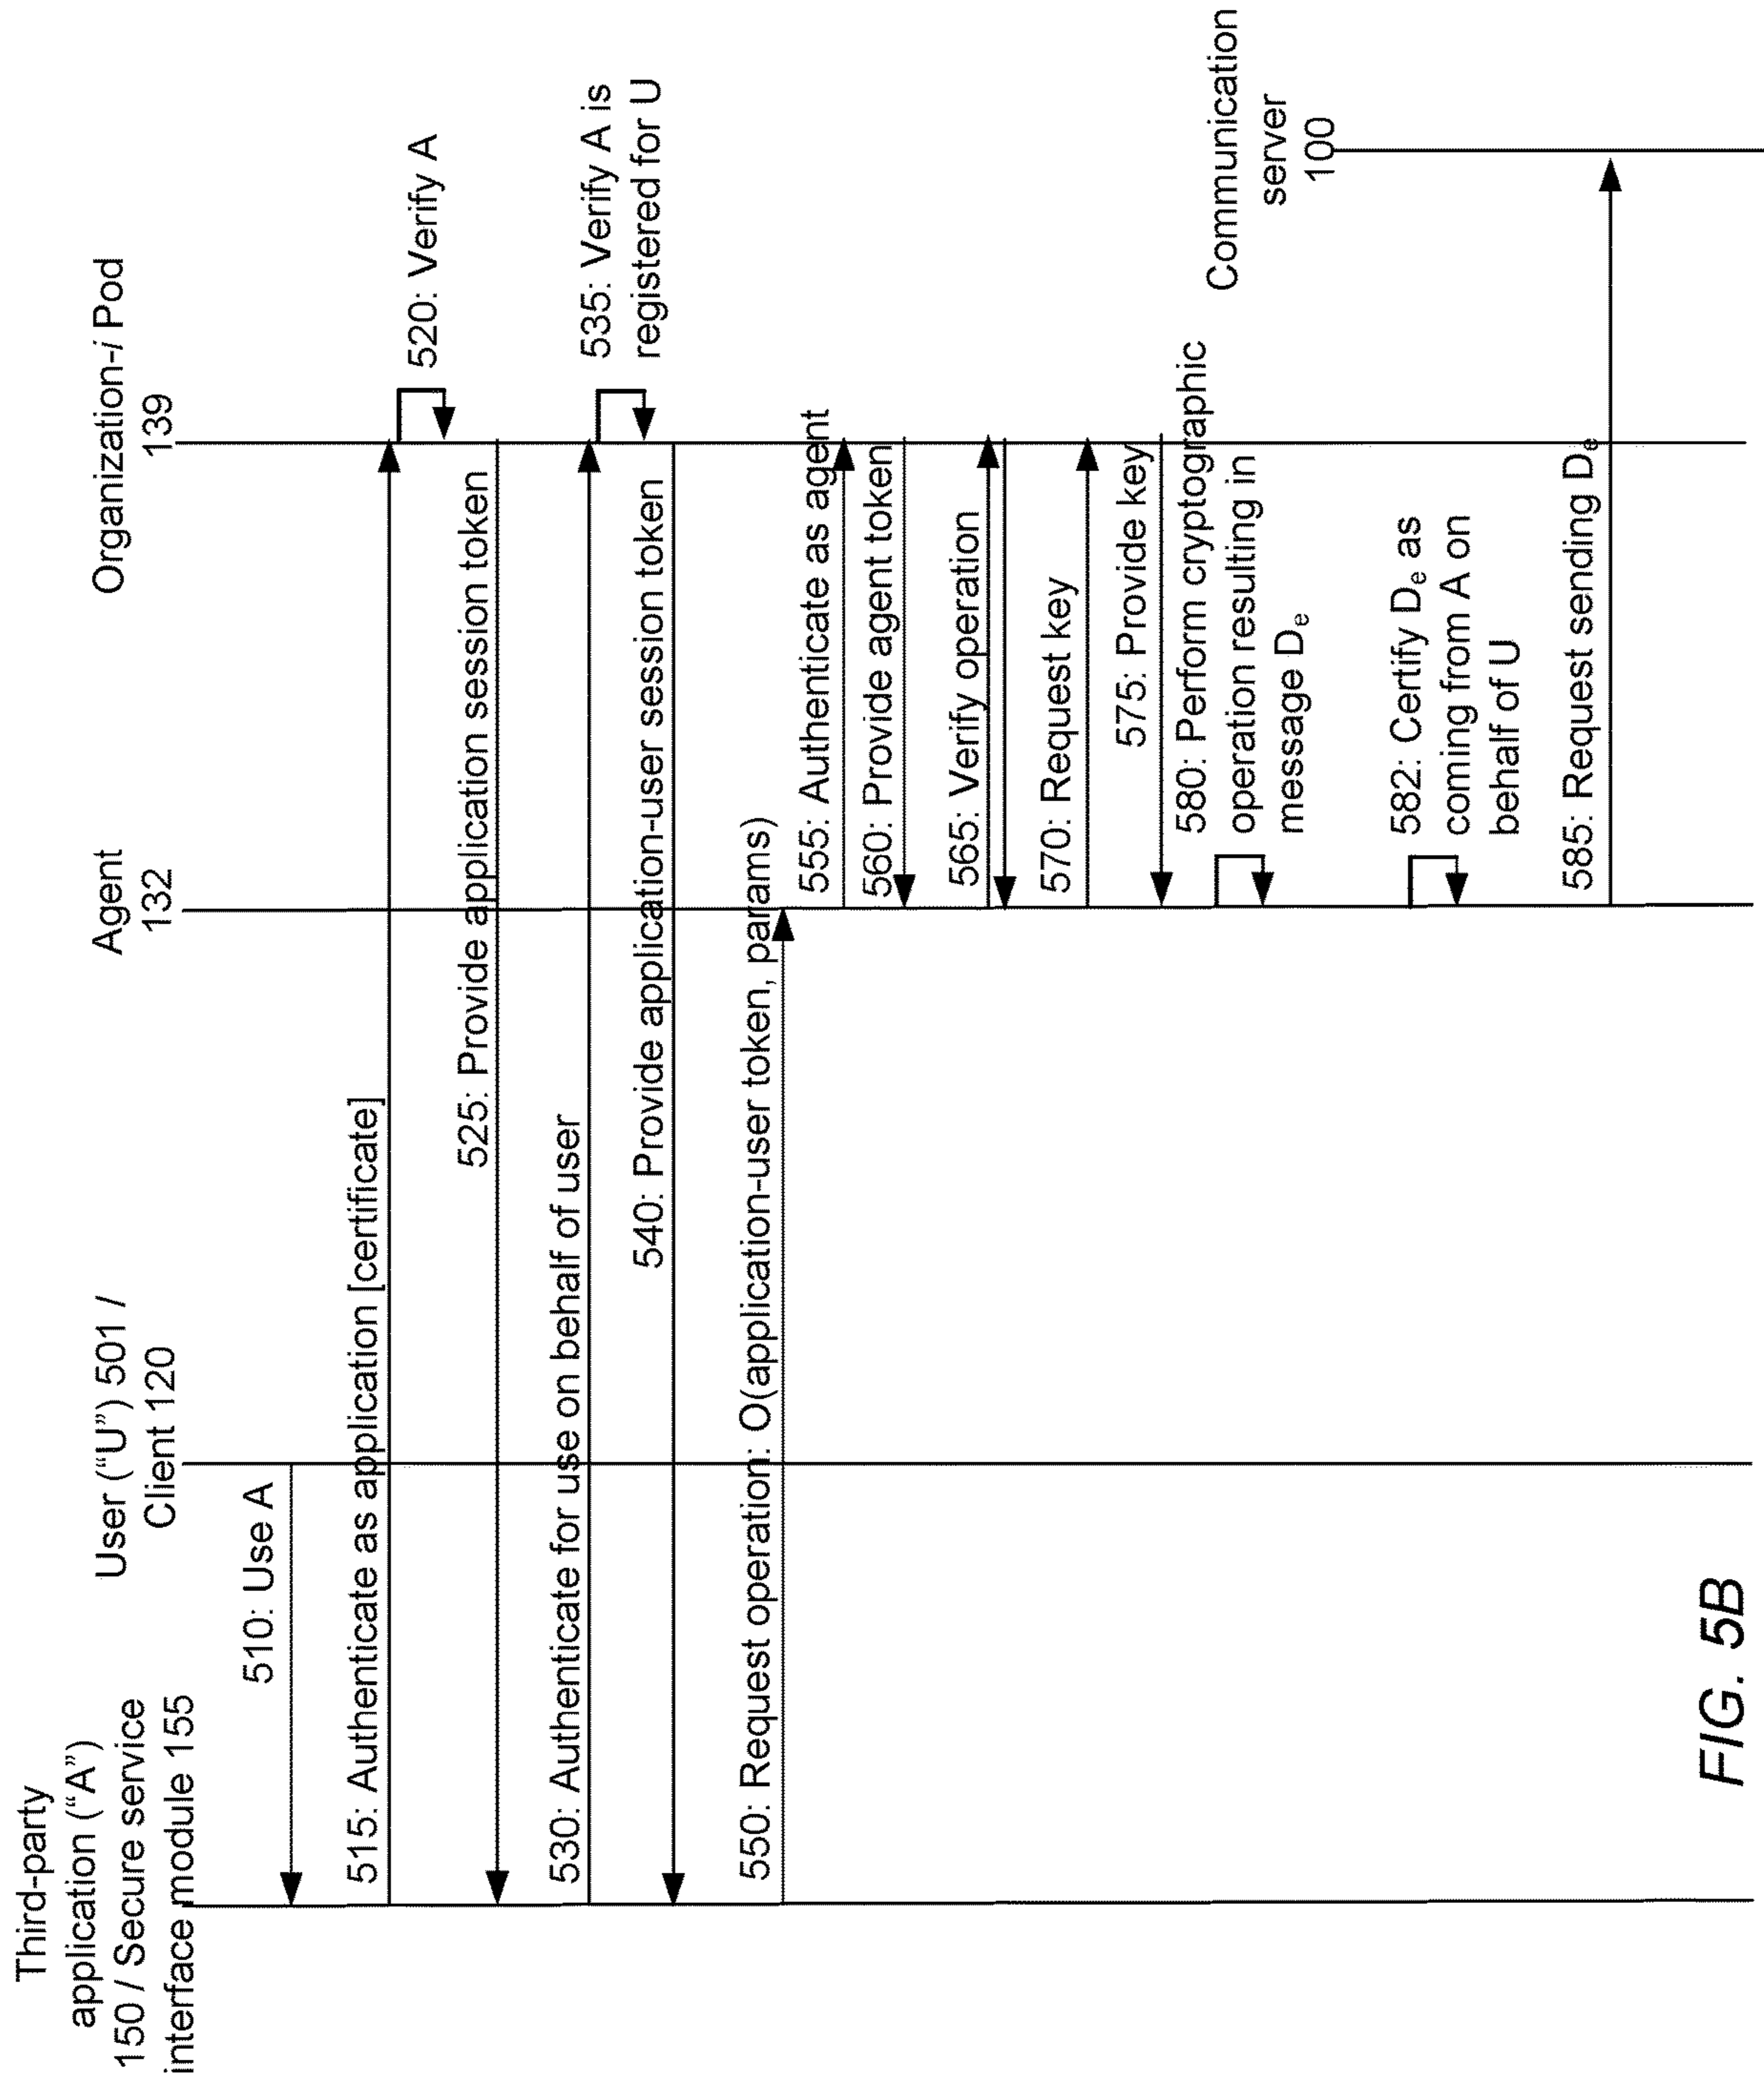 Third-party
application (“A”)
150 / Secure service
interface module 155
User (“U”) 501 /
Client 120
Agent
132
Organization-i Pod
139
510: Use A
515: Authenticate as application [certificate]
520: Verify A
525: Provide application session token
530: Authenticate for use on behalf of user
535: Verify A is
registered for U
540: Provide application-user session token
550: Request operation: O(application-user token, params)
555: Authenticate as agent
560: Provide agent token
565: Verify operation
570: Request key
575: Provide key
580: Perform cryptographic
operation resulting in
message De
Communication
server
100
582: Certify De as
coming from A on
behalf of U
585: Request sending De
FIG. 5B